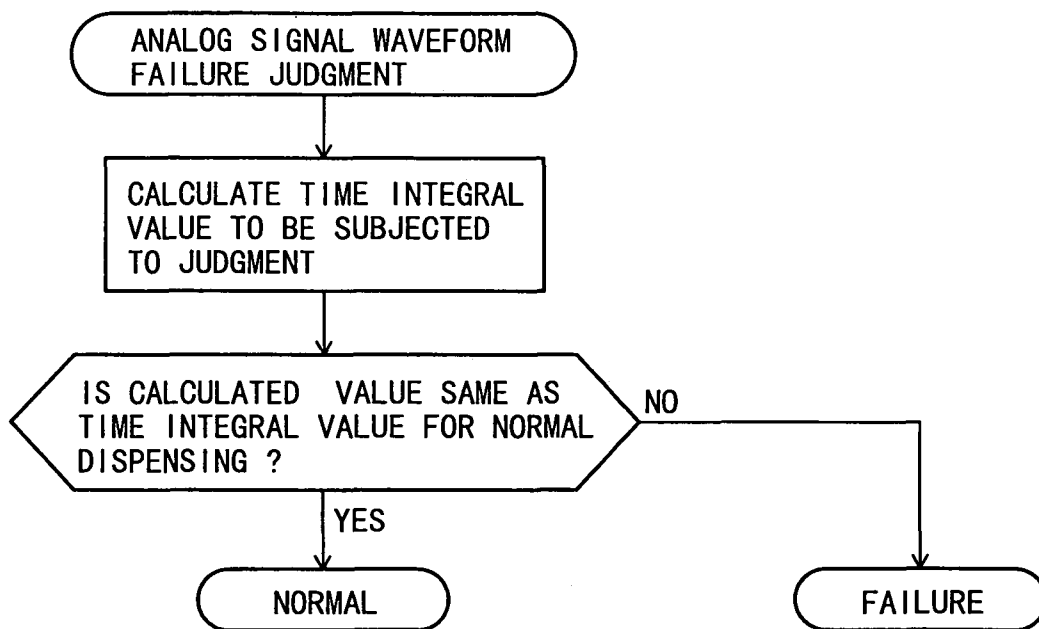 ANALOG SIGNAL WAVEFORM
FAILURE JUDGMENT
CALCULATE TIME INTEGRAL
VALUE TO BE SUBJECTED
TO JUDGMENT
IS CALCULATED VALUE SAME AS
TIME INTEGRAL VALUE FOR NORMAL
DISPENSING ?
NO
YES
NORMAL
FAILURE